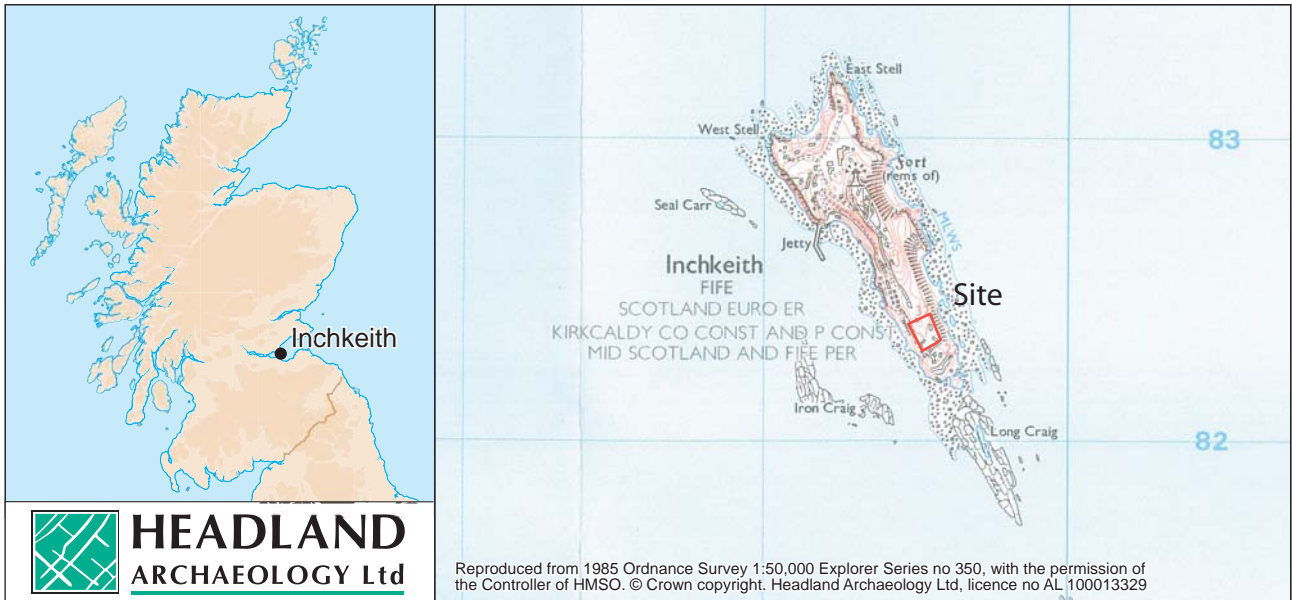 Inchkeith
HEADLAND
ARCHAEOLOGY Ltd
East Stell
West Stell
83
Fort
(rems of)
Seal Carr
MLWS
Jetty
Inchkeith
FIFE
Site
SCOTLAND EURO ER
KIRKCALDY CO CONST AND P CONST
MID SCOTLAND AND FIFE PER
Iron Craig
Long Craig
82
Reproduced from 1985 Ordnance Survey 1:50,000 Explorer Series no 350, with the permission of
the Controller of HMSO. © Crown copyright. Headland Archaeology Ltd, licence no AL 100013329